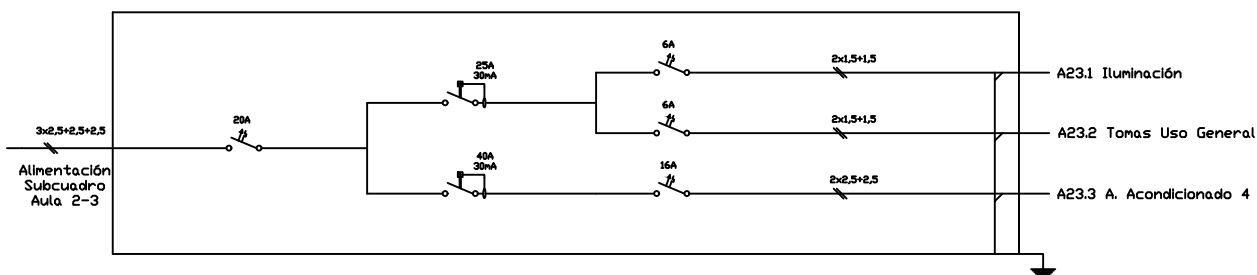 3x2,5+2,5+2,5
Alimentación
Subcuadro
Aula 2-3
20A
25A
30mA
40A
30mA
6A
2x1,5+1,5
A23.1 Iluminación
6A
2x1,5+1,5
A23.2 Tomas Uso General
16A
2x2,5+2,5
A23.3 A. Acondicionado 4